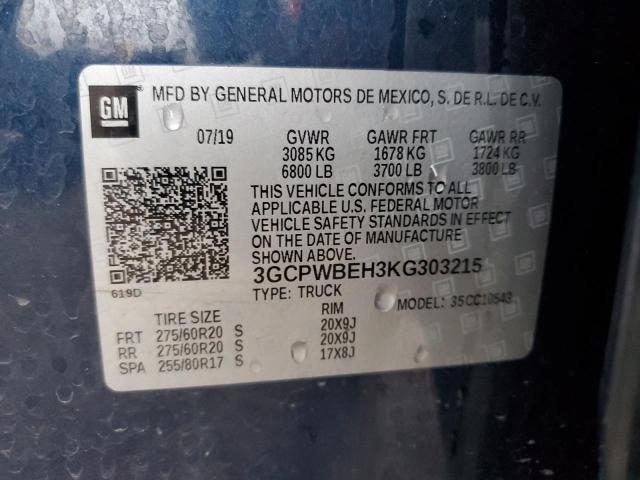 GM MFD BY GENERAL MOTORS DE MEXICO, S. DE R.L. DE C.V.
07/19 GVWR GAWR FRT GAWR RR
3085 KG 1678 KG 1724 KG
6800 LB 3700 LB 3800 LB
THIS VEHICLE CONFORMS TO ALL
APPLICABLE U.S. FEDERAL MOTOR
VEHICLE SAFETY STANDARDS IN EFFECT
ON THE DATE OF MANUFACTURE
SHOWN ABOVE.
3GCPWBEH3KG303215
619D
TYPE: TRUCK MODEL: 35CC10543
TIRE SIZE RIM
FRT 275/60R20 S 20X9J
RR 275/60R20 S 20X9J
SPA 255/80R17 S 17X8J